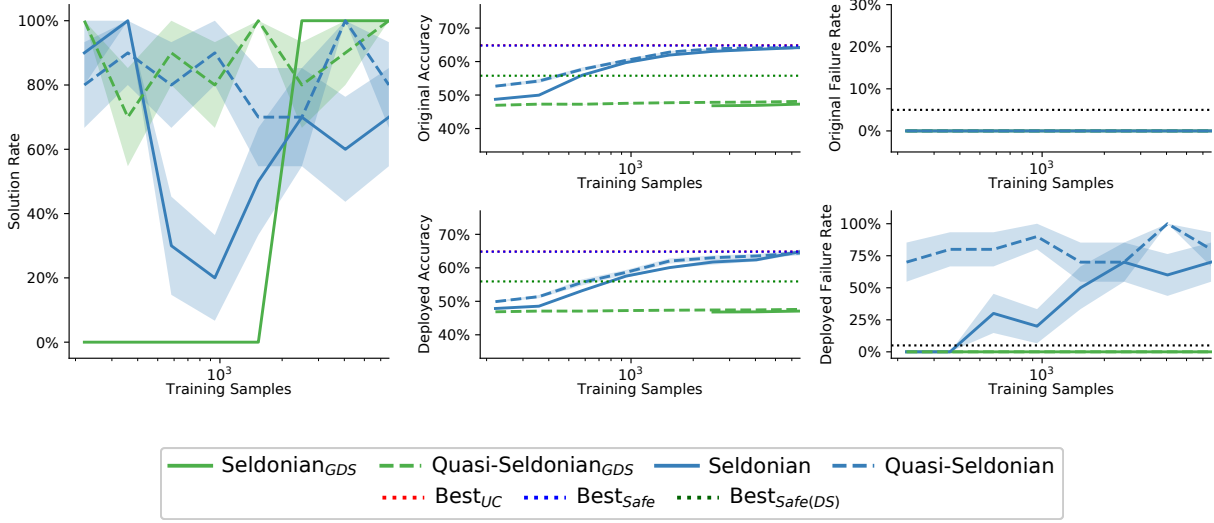 100%
80%
60%
40%
20%
0%
Solution Rate
10³
Training Samples
70%
60%
50%
40%
Original Accuracy
10³
Training Samples
30%
20%
10%
0%
Original Failure Rate
10³
Training Samples
70%
60%
50%
40%
Deployed Accuracy
10³
Training Samples
100%
75%
50%
25%
0%
Deployed Failure Rate
10³
Training Samples
Seldonian_GDS Quasi-Seldonian_GDS Seldonian Quasi-Seldonian
Best_UC Best_Safe Best_Safe(DS)